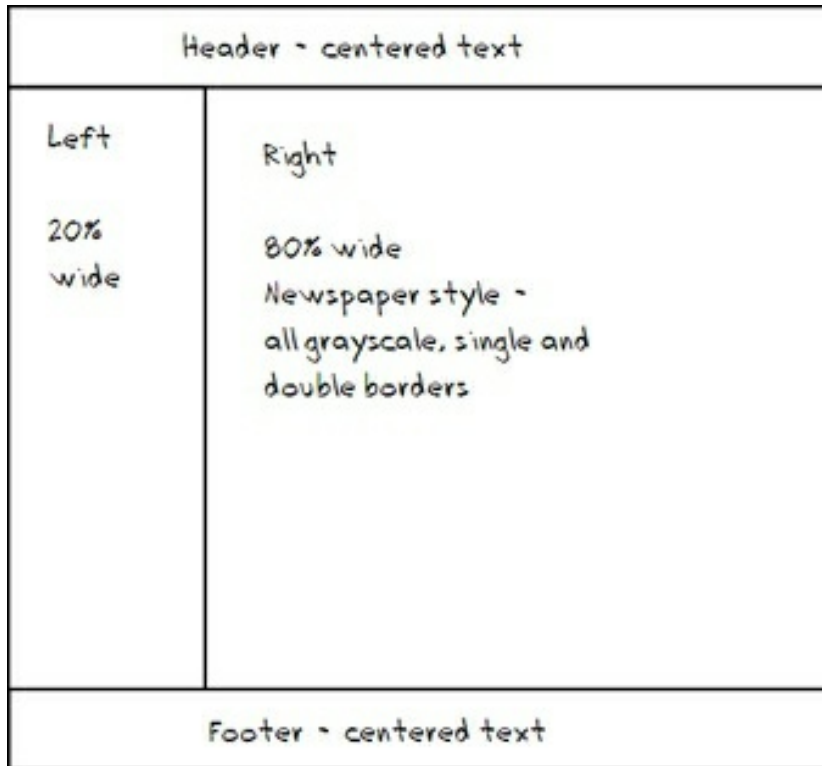 Header - centered text
Left
20%
wide
Right
80% wide
Newspaper style -
all grayscale, single and
double borders
Footer - centered text